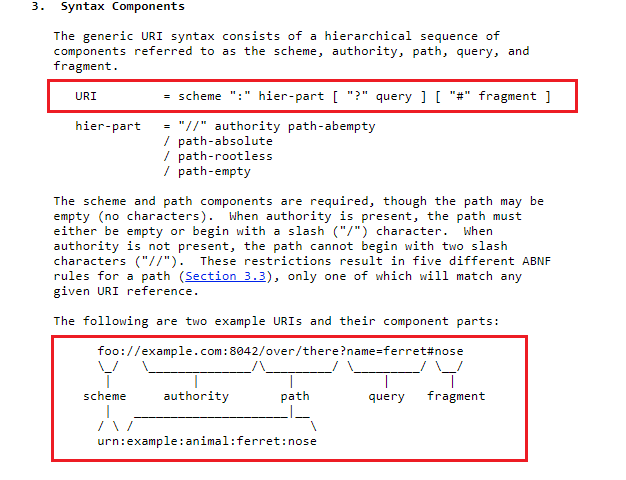 3.  Syntax Components
The generic URI syntax consists of a hierarchical sequence of
components referred to as the scheme, authority, path, query, and
fragment.
URI         = scheme ":" hier-part [ "?" query ] [ "#" fragment ]
hier-part   = "//" authority path-abempty
/ path-absolute
/ path-rootless
/ path-empty
The scheme and path components are required, though the path may be
empty (no characters).  When authority is present, the path must
either be empty or begin with a slash ("/") character.  When
authority is not present, the path cannot begin with two slash
characters ("//").  These restrictions result in five different ABNF
rules for a path (Section 3.3), only one of which will match any
given URI reference.
The following are two example URIs and their component parts:
foo://example.com:8042/over/there?name=ferret#nose
\_/   \______________/\_________/ \_________/ \__/
|           |            |            |        |
scheme     authority       path        query   fragment
|   _____________________|__
/ \ /                        \
urn:example:animal:ferret:nose